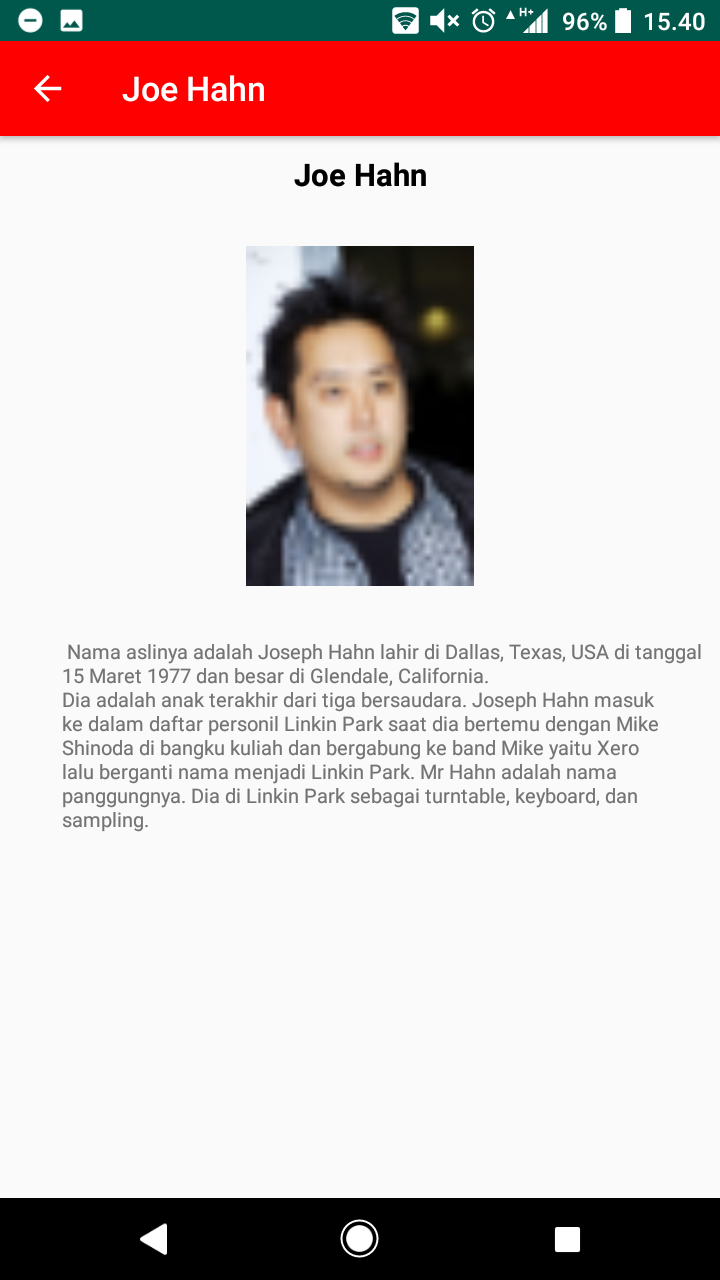 H+ 96% 15.40
Joe Hahn
Joe Hahn
Nama aslinya adalah Joseph Hahn lahir di Dallas, Texas, USA di tanggal
15 Maret 1977 dan besar di Glendale, California.
Dia adalah anak terakhir dari tiga bersaudara. Joseph Hahn masuk
ke dalam daftar personil Linkin Park saat dia bertemu dengan Mike
Shinoda di bangku kuliah dan bergabung ke band Mike yaitu Xero
lalu berganti nama menjadi Linkin Park. Mr Hahn adalah nama
panggungnya. Dia di Linkin Park sebagai turntable, keyboard, dan
sampling.